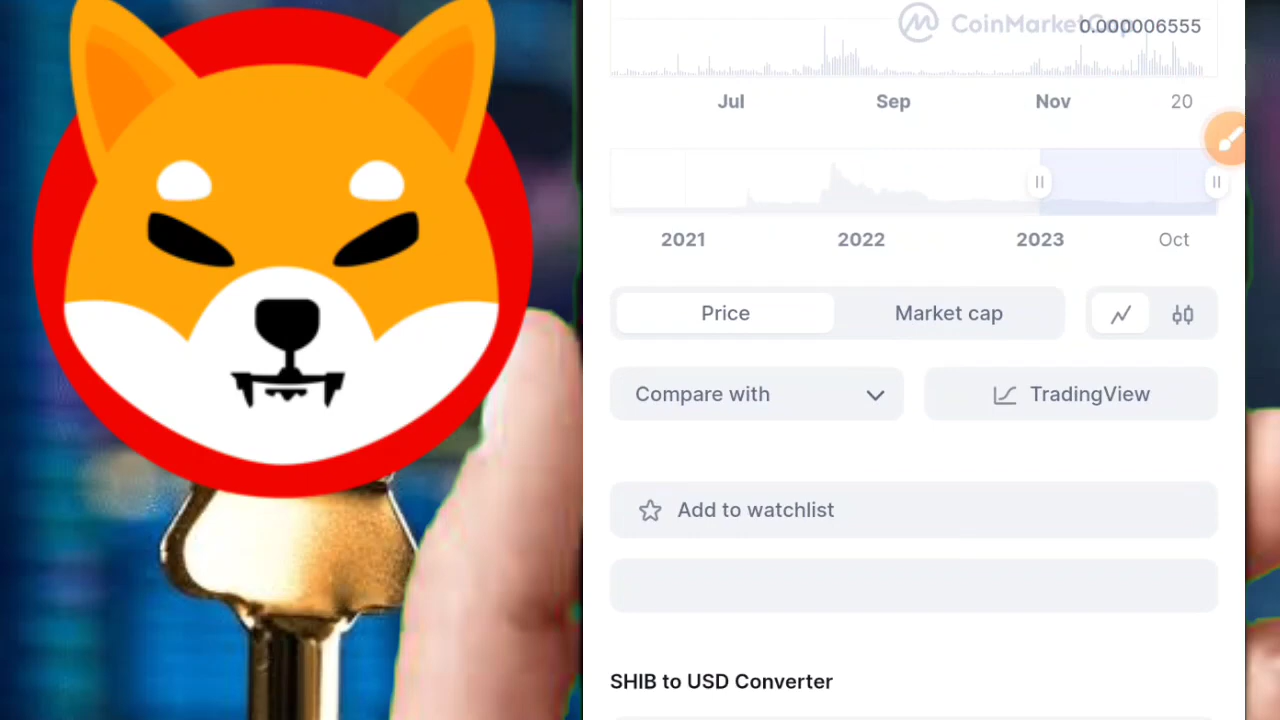 CoinMarketCap
0.000006555
Jul Sep Nov 20
2021 2022 2023 Oct
Price Market cap
Compare with TradingView
Add to watchlist
SHIB to USD Converter